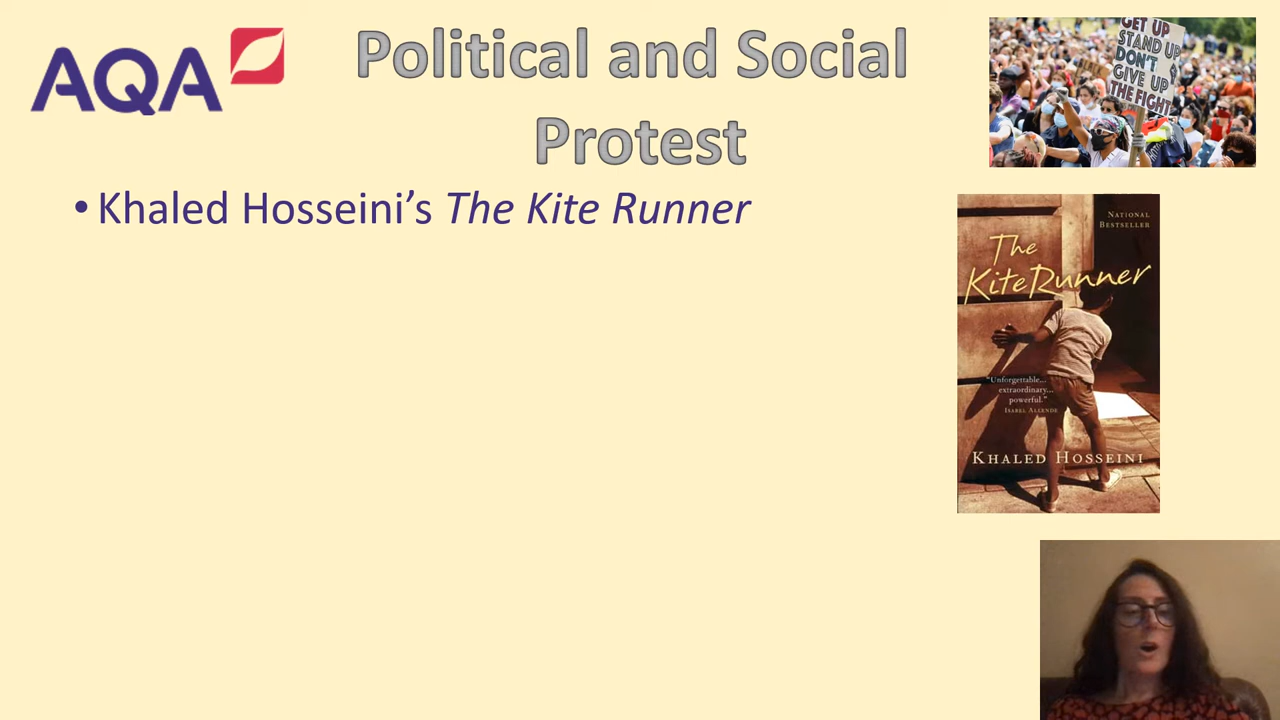 AQA
Political and Social
Protest
GET UP
STAND UP
DON'T
GIVE UP
THE FIGHT
• Khaled Hosseini’s The Kite Runner
NATIONAL
BESTSELLER
The
Kite Runner
"Unforgettable...
extraordinary...
powerful."
ISABEL ALLENDE
KHALED HOSSEINI